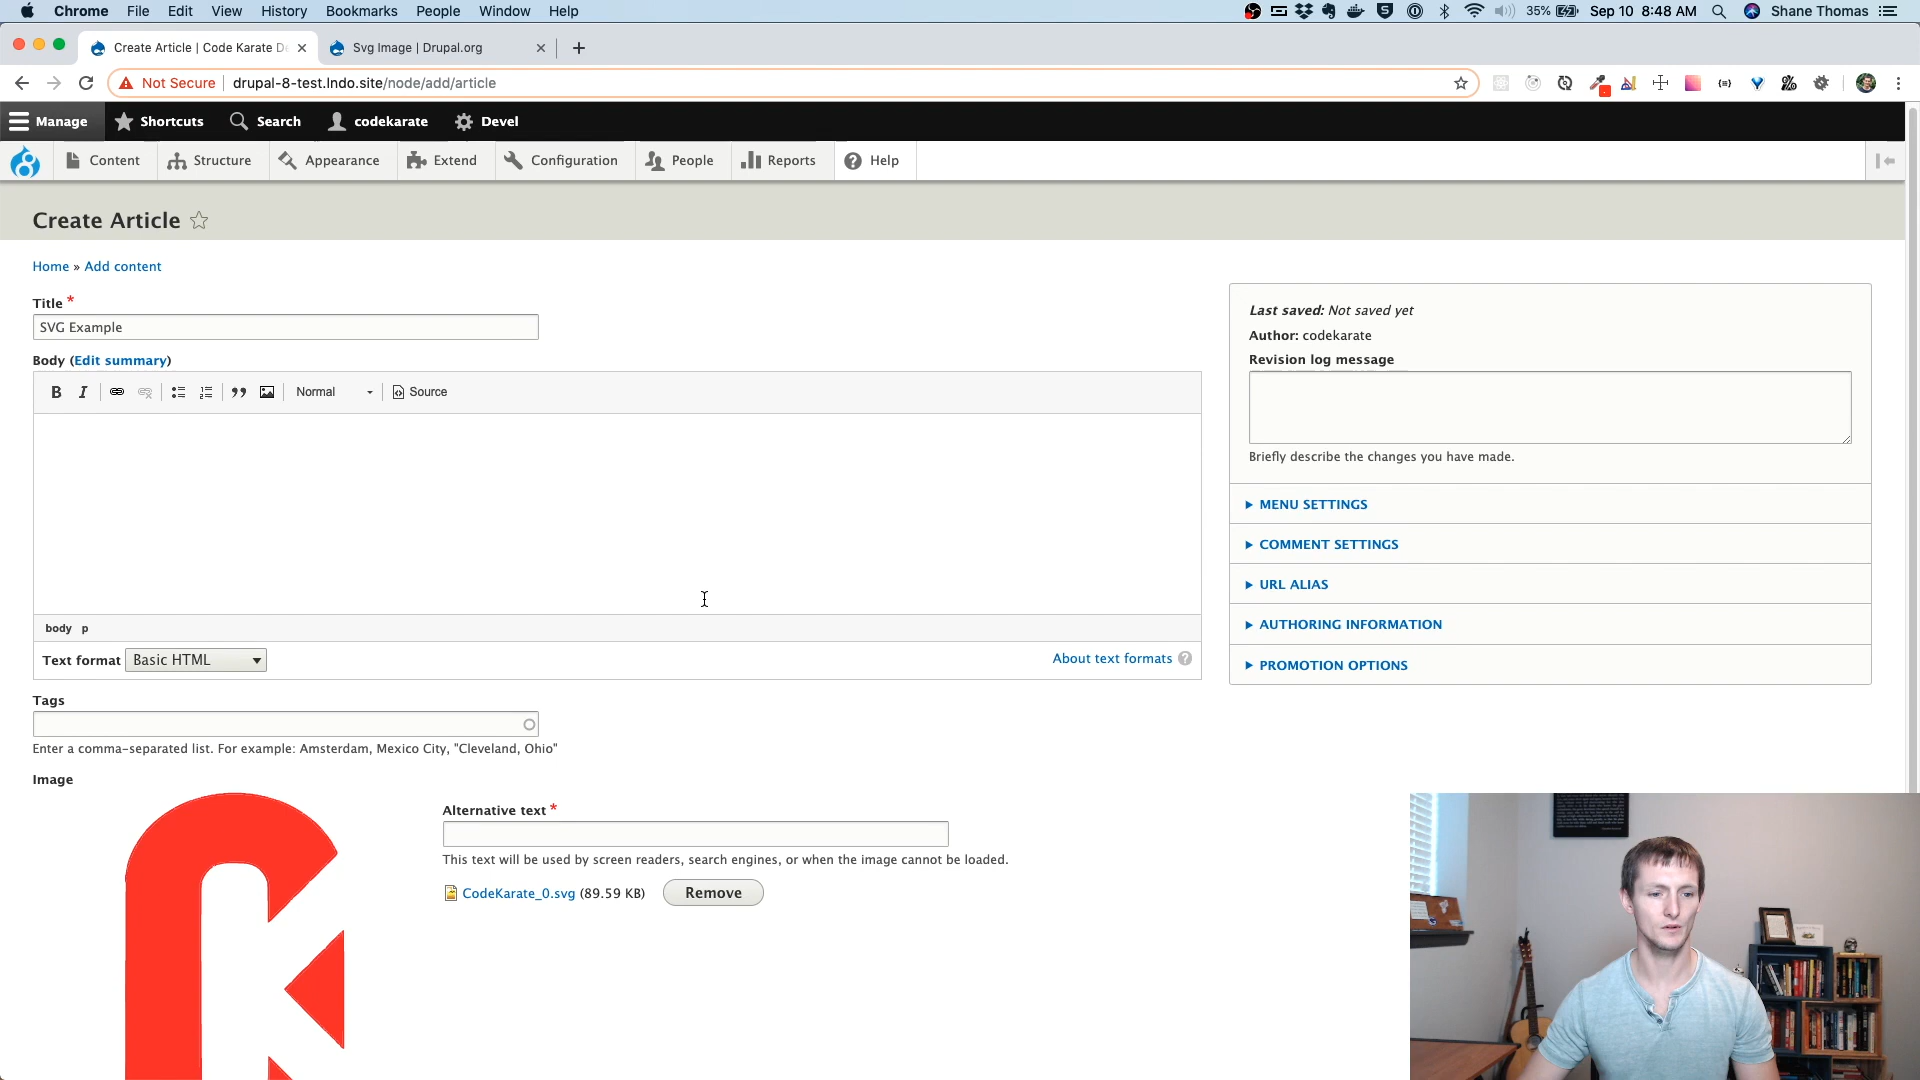 Chrome File Edit View History Bookmarks People Window Help
35% Sep 10 8:48 AM Shane Thomas
Create Article | Code Karate De
Svg Image | Drupal.org
Not Secure drupal-8-test.lndo.site/node/add/article
Manage Shortcuts Search codekarate Devel
Content Structure Appearance Extend Configuration People Reports Help
Create Article
Home » Add content
Title *
SVG Example
Body (Edit summary)
B I Normal Source
body p
Text format Basic HTML
About text formats ?
Tags
Enter a comma-separated list. For example: Amsterdam, Mexico City, "Cleveland, Ohio"
Image
Alternative text *
This text will be used by screen readers, search engines, or when the image cannot be loaded.
CodeKarate_0.svg (89.59 KB) Remove
Last saved: Not saved yet
Author: codekarate
Revision log message
Briefly describe the changes you have made.
MENU SETTINGS
COMMENT SETTINGS
URL ALIAS
AUTHORING INFORMATION
PROMOTION OPTIONS